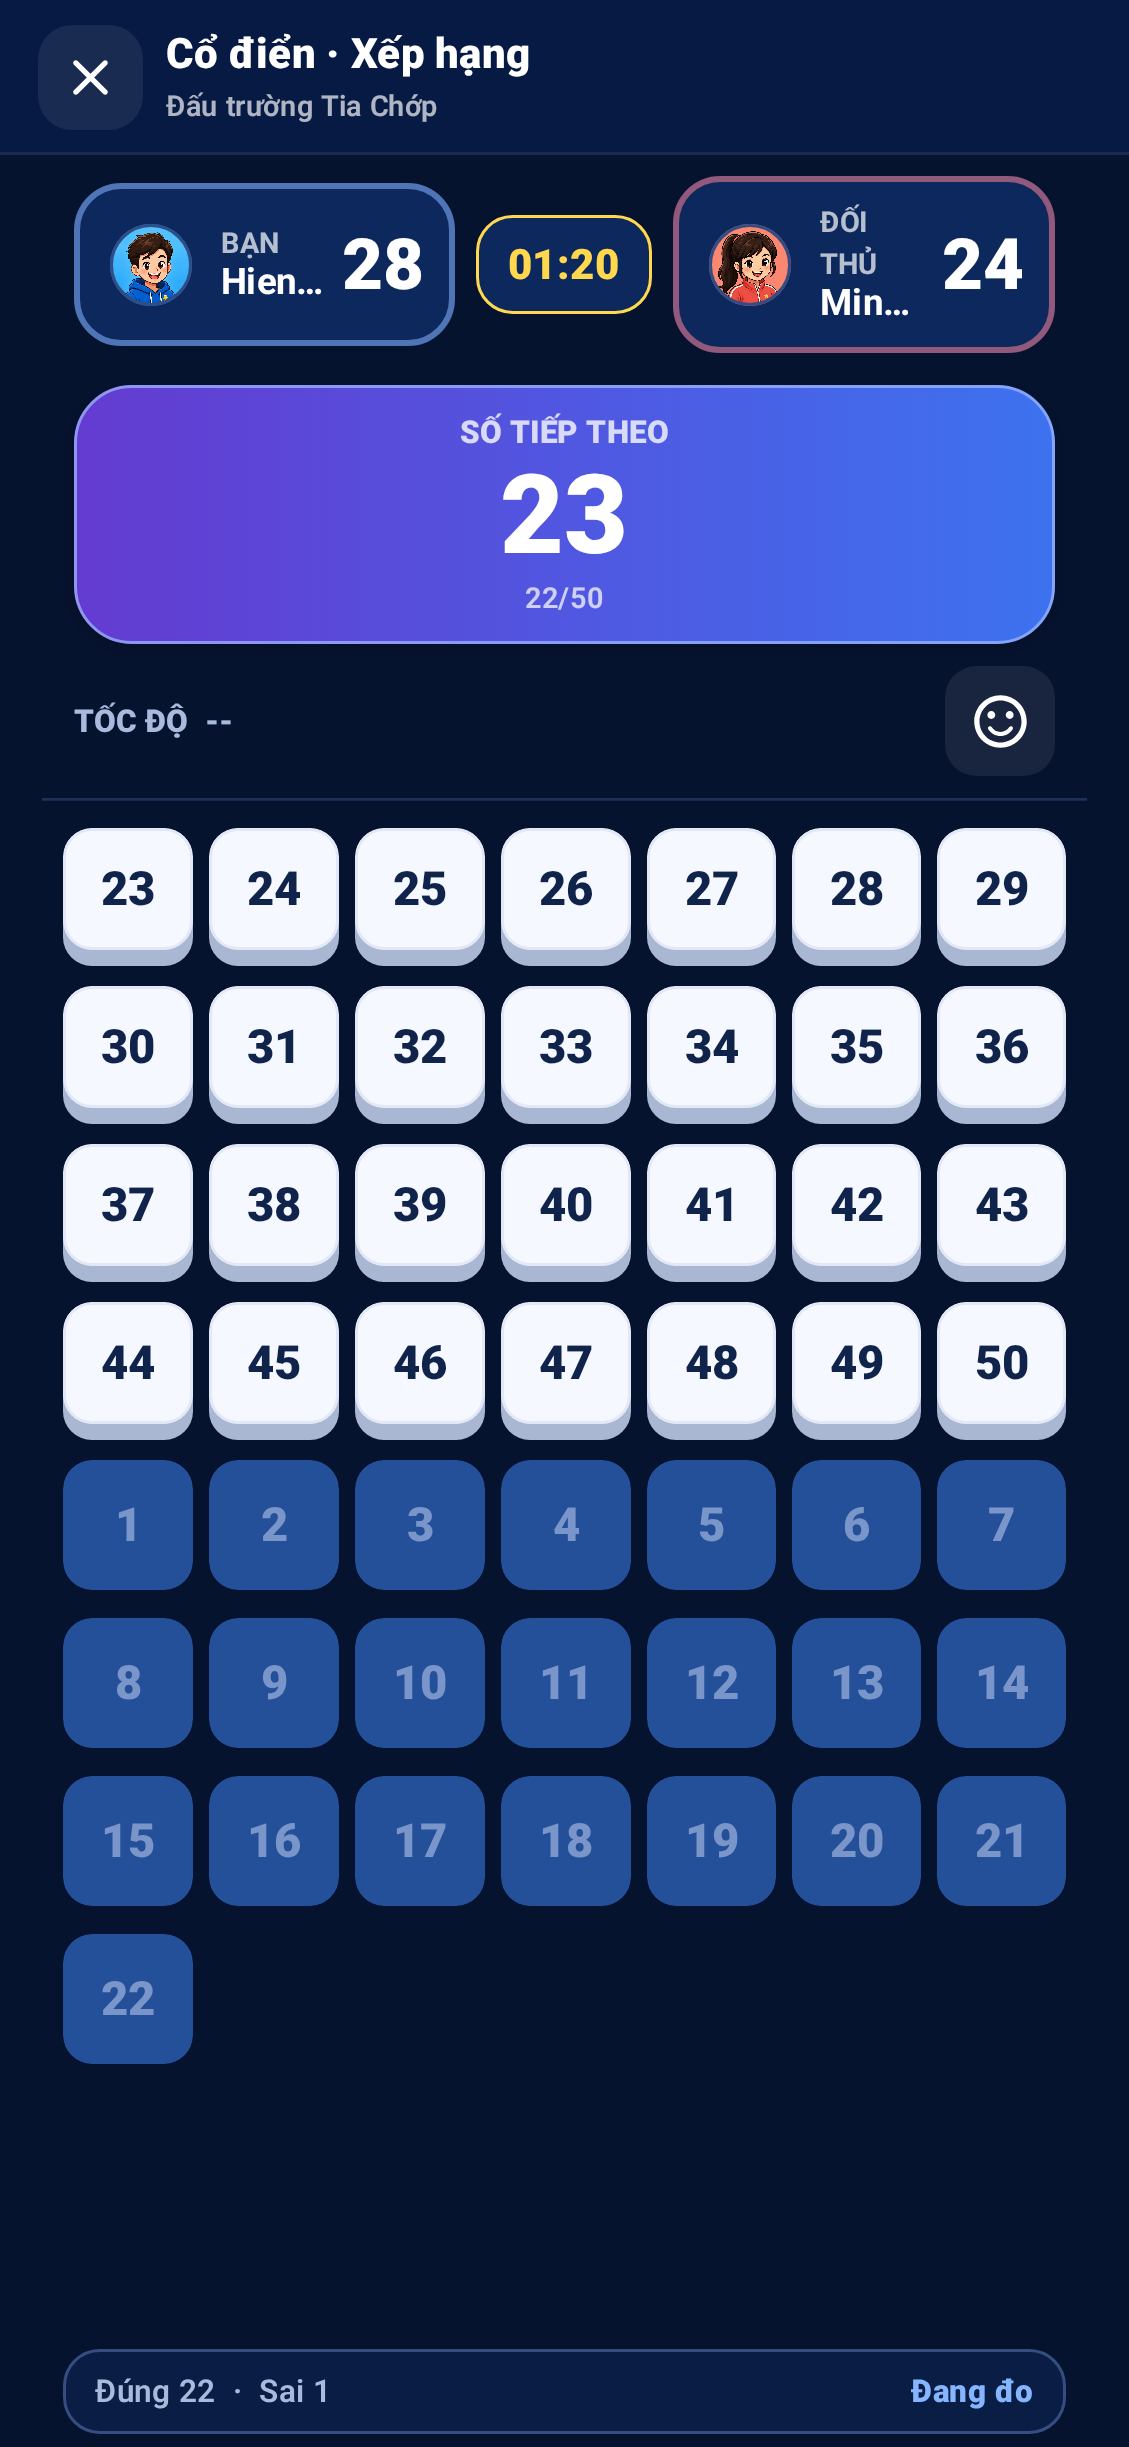 Cổ điển · Xếp hạng
Đấu trường Tia Chớp
BẠN
Hien...
28
01:20
ĐỐI
THỦ
Min...
24
SỐ TIẾP THEO
23
22/50
TỐC ĐỘ --
23 24 25 26 27 28 29
30 31 32 33 34 35 36
37 38 39 40 41 42 43
44 45 46 47 48 49 50
1 2 3 4 5 6 7
8 9 10 11 12 13 14
15 16 17 18 19 20 21
22
Đúng 22 · Sai 1
Đang đo